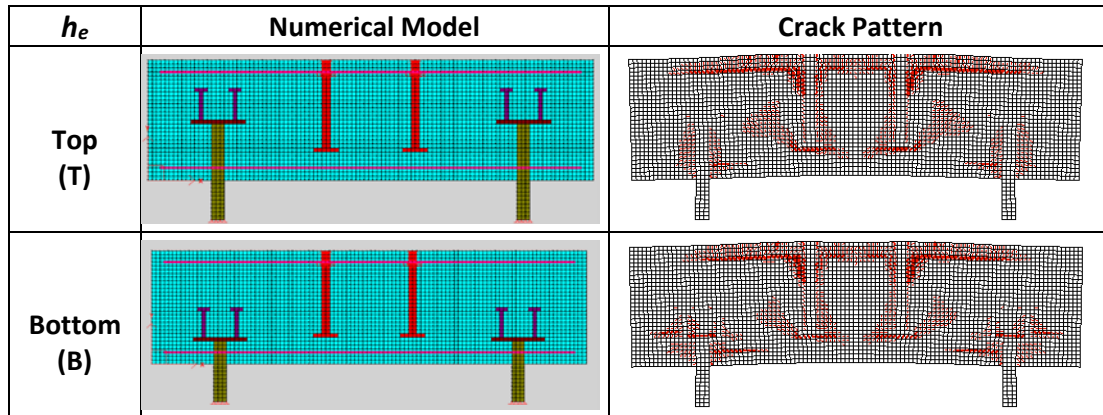 he
Numerical Model
Crack Pattern
Top
(T)
Bottom
(B)